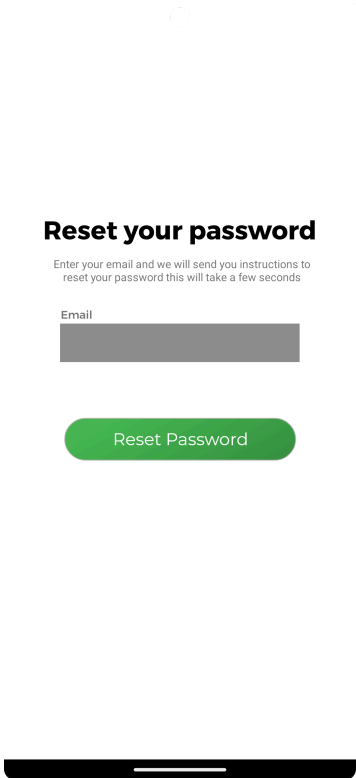 Reset your password
Enter your email and we will send you instructions to
reset your password this will take a few seconds
Email
Reset Password